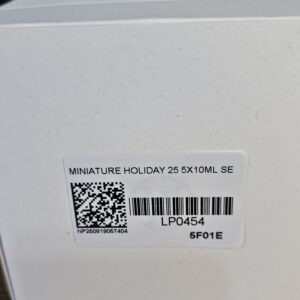 MINIATURE HOLIDAY 25 5X10ML SE
LP0454
NP250819057404
5F01E